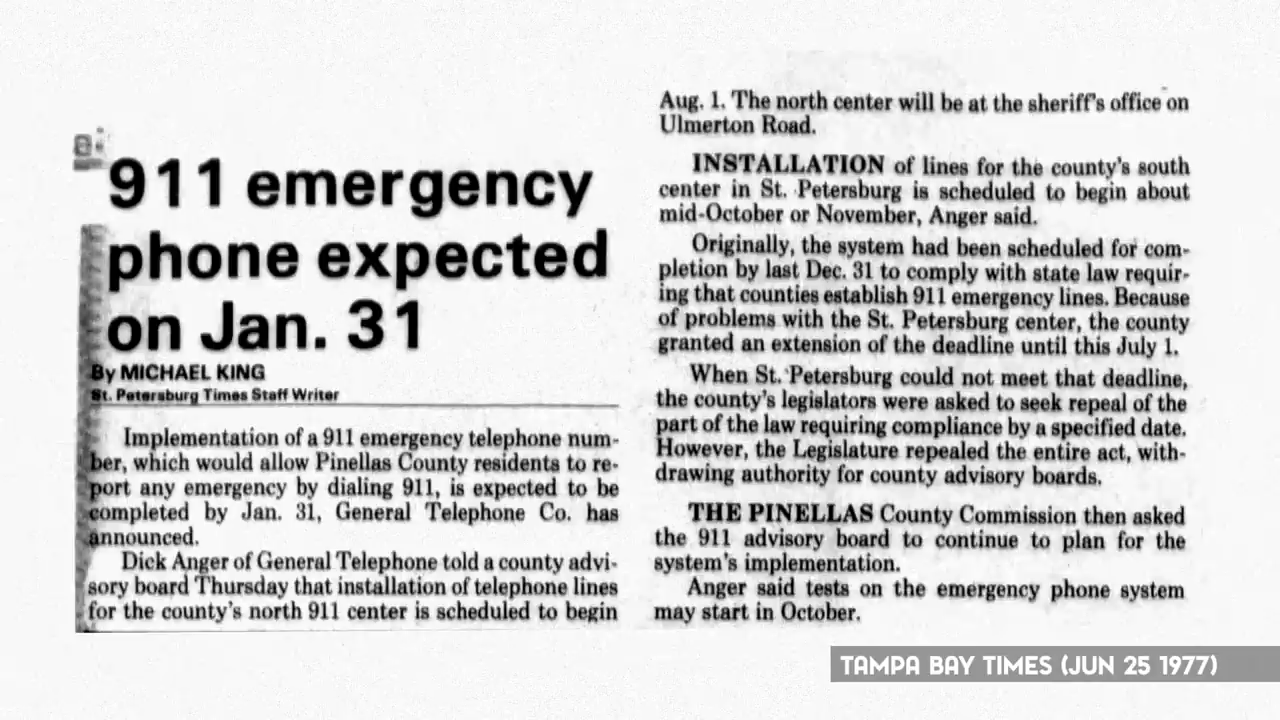 911 emergency
phone expected
on Jan. 31
By MICHAEL KING
St. Petersburg Times Staff Writer
Implementation of a 911 emergency telephone num-
ber, which would allow Pinellas County residents to re-
port any emergency by dialing 911, is expected to be
completed by Jan. 31, General Telephone Co. has
announced.
Dick Anger of General Telephone told a county advi-
sory board Thursday that installation of telephone lines
for the county's north 911 center is scheduled to begin
Aug. 1. The north center will be at the sheriff's office on
Ulmerton Road.
INSTALLATION of lines for the county's south
center in St. Petersburg is scheduled to begin about
mid-October or November, Anger said.
Originally, the system had been scheduled for com-
pletion by last Dec. 31 to comply with state law requir-
ing that counties establish 911 emergency lines. Because
of problems with the St. Petersburg center, the county
granted an extension of the deadline until this July 1.
When St. Petersburg could not meet that deadline,
the county's legislators were asked to seek repeal of the
part of the law requiring compliance by a specified date.
However, the Legislature repealed the entire act, with-
drawing authority for county advisory boards.
THE PINELLAS County Commission then asked
the 911 advisory board to continue to plan for the
system's implementation.
Anger said tests on the emergency phone system
may start in October.
TAMPA BAY TIMES (JUN 25 1977)